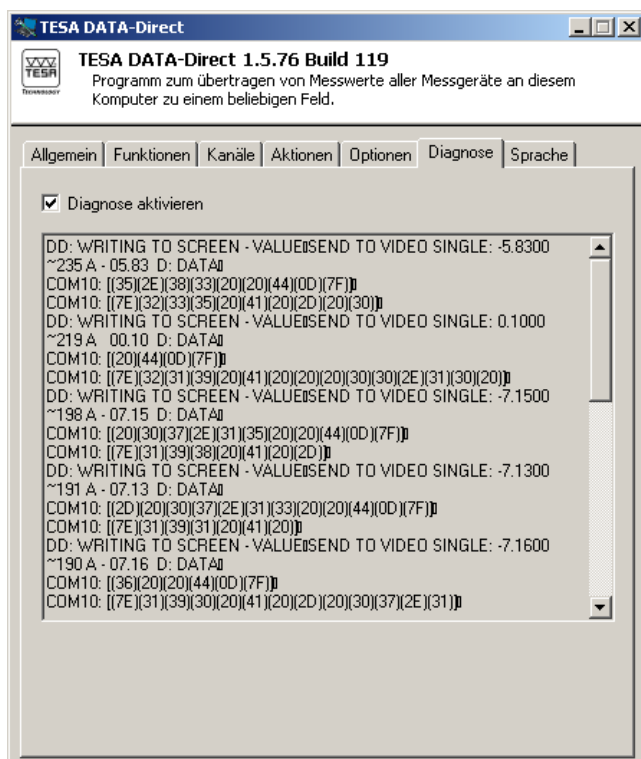 TESA DATA-Direct
TESA
TECHNOLOGY
TESA DATA-Direct 1.5.76 Build 119
Programm zum übertragen von Messwerte aller Messgeräte an diesem
Komputer zu einem beliebigen Feld.
Allgemein Funktionen Kanäle Aktionen Optionen Diagnose Sprache
Diagnose aktivieren
DD: WRITING TO SCREEN - VALUE▯SEND TO VIDEO SINGLE: -5.8300
~235 A - 05.83  D: DATA▯
COM10: [(35)(2E)(38)(33)(20)(20)(44)(0D)(7F)]▯
COM10: [(7E)(32)(33)(35)(20)(41)(20)(2D)(20)(30)]▯
DD: WRITING TO SCREEN - VALUE▯SEND TO VIDEO SINGLE: 0.1000
~219 A   00.10  D: DATA▯
COM10: [(20)(44)(0D)(7F)]▯
COM10: [(7E)(32)(31)(39)(20)(41)(20)(20)(20)(30)(30)(2E)(31)(30)(20)]▯
DD: WRITING TO SCREEN - VALUE▯SEND TO VIDEO SINGLE: -7.1500
~198 A - 07.15  D: DATA▯
COM10: [(20)(30)(37)(2E)(31)(35)(20)(20)(44)(0D)(7F)]▯
COM10: [(7E)(31)(39)(38)(20)(41)(20)(2D)]▯
DD: WRITING TO SCREEN - VALUE▯SEND TO VIDEO SINGLE: -7.1300
~191 A - 07.13  D: DATA▯
COM10: [(2D)(20)(30)(37)(2E)(31)(33)(20)(20)(44)(0D)(7F)]▯
COM10: [(7E)(31)(39)(31)(20)(41)(20)]▯
DD: WRITING TO SCREEN - VALUE▯SEND TO VIDEO SINGLE: -7.1600
~190 A - 07.16  D: DATA▯
COM10: [(36)(20)(20)(44)(0D)(7F)]▯
COM10: [(7E)(31)(39)(30)(20)(41)(20)(2D)(20)(30)(37)(2E)(31)]▯